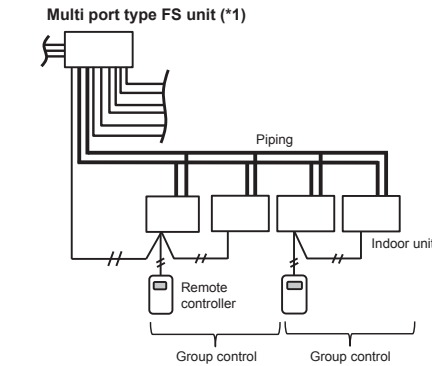 Multi port type FS unit (*1)
Piping
Indoor unit
Remote
controller
Group control
Group control